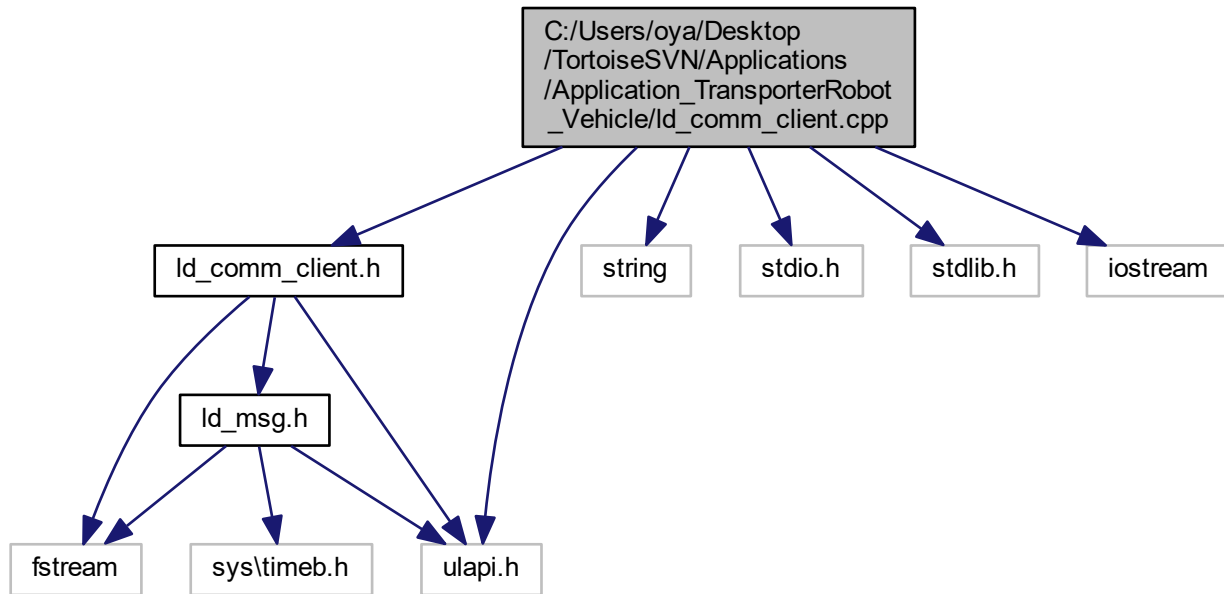 C:/Users/oya/Desktop
/TortoiseSVN/Applications
/Application_TransporterRobot
_Vehicle/ld_comm_client.cpp
ld_comm_client.h
string
stdio.h
stdlib.h
iostream
ld_msg.h
fstream
sys\timeb.h
ulapi.h